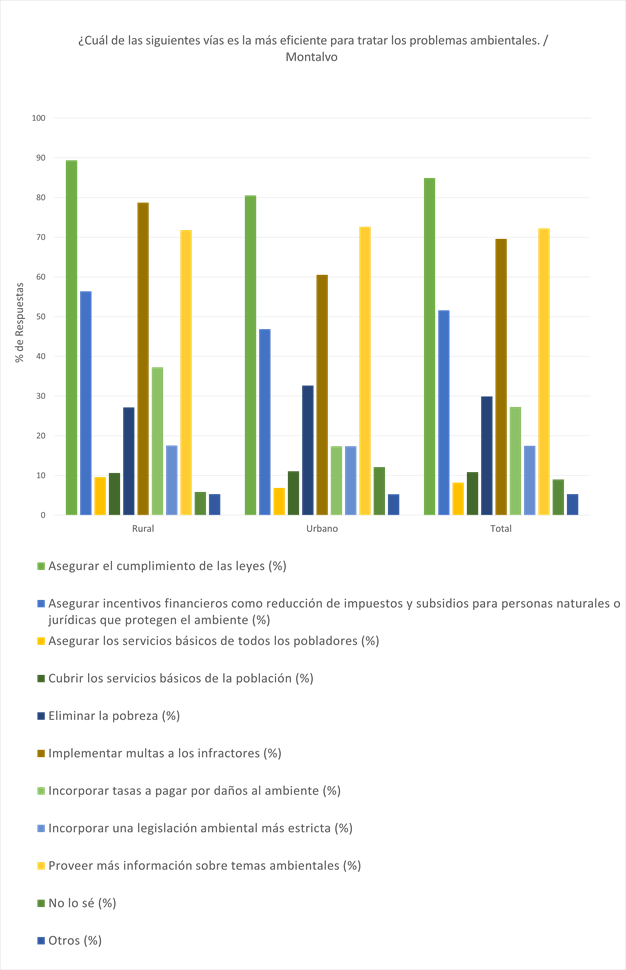 ¿Cuál de las siguientes vías es la más eficiente para tratar los problemas ambientales. /
Montalvo
100
90
80
70
60
50
40
30
20
10
0
% de Respuestas
Rural
Urbano
Total
Asegurar el cumplimiento de las leyes (%)
Asegurar incentivos financieros como reducción de impuestos y subsidios para personas naturales o
jurídicas que protegen el ambiente (%)
Asegurar los servicios básicos de todos los pobladores (%)
Cubrir los servicios básicos de la población (%)
Eliminar la pobreza (%)
Implementar multas a los infractores (%)
Incorporar tasas a pagar por daños al ambiente (%)
Incorporar una legislación ambiental más estricta (%)
Proveer más información sobre temas ambientales (%)
No lo sé (%)
Otros (%)